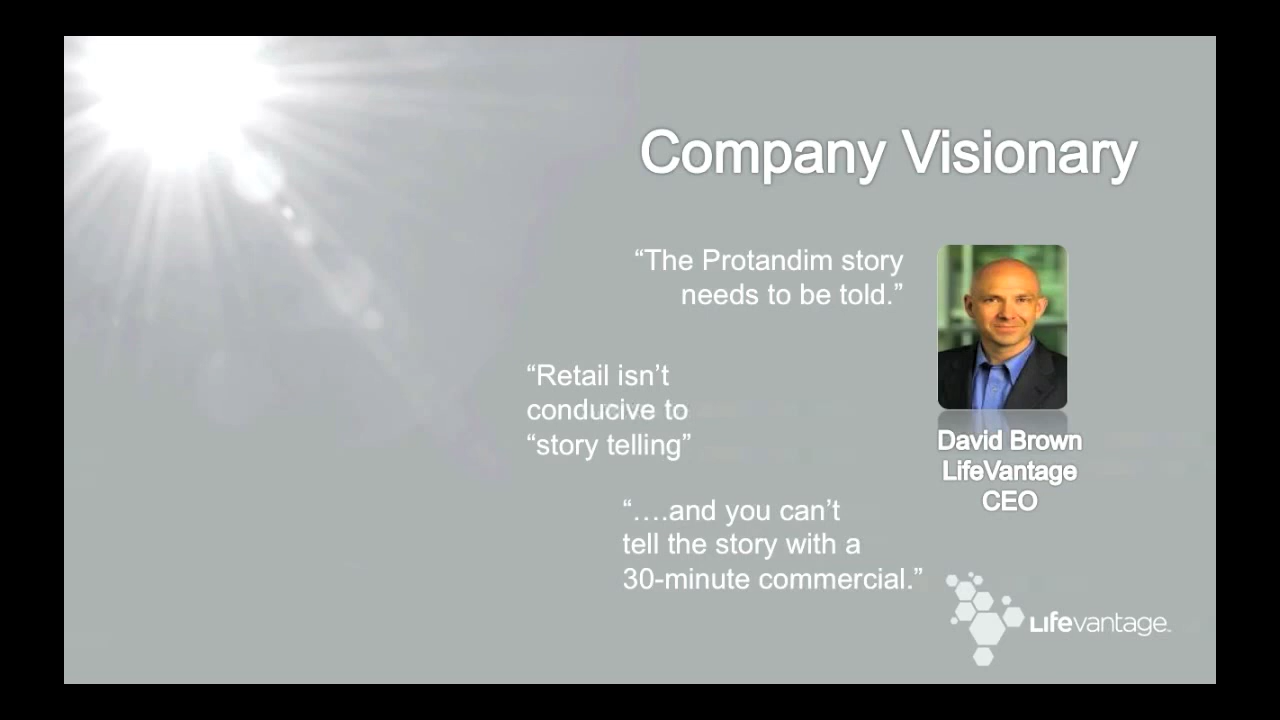 Company Visionary
“The Protandim story
needs to be told.”
“Retail isn’t
conducive to
“story telling”
“….and you can’t
tell the story with a
30-minute commercial.”
David Brown
LifeVantage
CEO
Lifevantage™